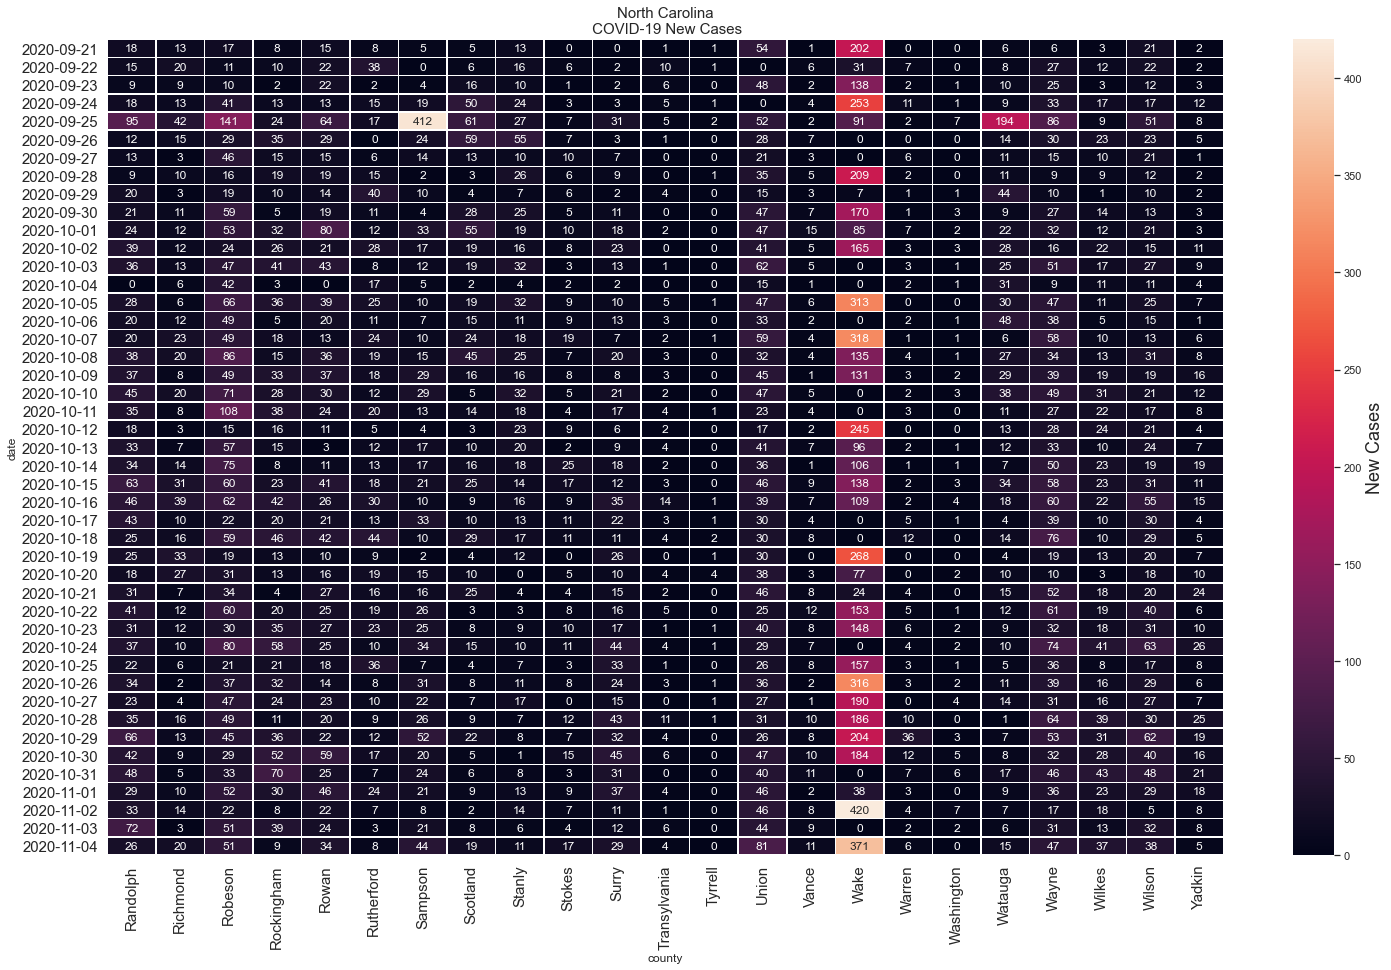 North Carolina
COVID-19 New Cases
2020-09-21 18 13 17 8 15 8 5 5 13 0 0 1 1 54 1 202 0 0 6 6 3 21 2
2020-09-22 15 20 11 10 22 38 0 6 16 6 2 10 1 0 6 31 7 0 8 27 12 22 2
2020-09-23 9 9 10 2 22 2 4 16 10 1 2 6 0 48 2 138 2 1 10 25 3 12 3
2020-09-24 18 13 41 13 13 15 19 50 24 3 3 5 1 0 4 253 11 1 9 33 17 17 12
2020-09-25 95 42 141 24 64 17 412 61 27 7 31 5 2 52 2 91 2 7 194 86 9 51 8
2020-09-26 12 15 29 35 29 0 24 59 55 7 3 1 0 28 7 0 0 0 14 30 23 23 5
2020-09-27 13 3 46 15 15 6 14 13 10 10 7 0 0 21 3 0 6 0 11 15 10 21 1
2020-09-28 9 10 16 19 19 15 2 3 26 6 9 0 1 35 5 209 2 0 11 9 9 12 2
2020-09-29 20 3 19 10 14 40 10 4 7 6 2 4 0 15 3 7 1 1 44 10 1 10 2
2020-09-30 21 11 59 5 19 11 4 28 25 5 11 0 0 47 7 170 1 3 9 27 14 13 3
2020-10-01 24 12 53 32 80 12 33 55 19 10 18 2 0 47 15 85 7 2 22 32 12 21 3
2020-10-02 39 12 24 26 21 28 17 19 16 8 23 0 0 41 5 165 3 3 28 16 22 15 11
2020-10-03 36 13 47 41 43 8 12 19 32 3 13 1 0 62 5 0 3 1 25 51 17 27 9
2020-10-04 0 6 42 3 0 17 5 2 4 2 2 0 0 15 1 0 2 1 31 9 11 11 4
2020-10-05 28 6 66 36 39 25 10 19 32 9 10 1 1 47 6 313 2 0 30 47 11 25 7
2020-10-06 20 12 49 5 20 11 7 15 11 9 13 3 0 33 2 0 2 1 48 38 5 15 1
2020-10-07 20 23 49 18 13 24 10 24 18 19 7 2 1 59 4 318 1 1 6 58 10 13 6
2020-10-08 38 20 86 15 36 19 15 45 25 7 20 3 0 32 4 135 4 1 27 34 13 31 8
2020-10-09 37 8 49 33 37 18 29 16 16 8 8 3 0 45 1 131 3 2 29 39 19 19 16
2020-10-10 45 20 71 28 30 12 29 5 32 5 21 2 0 47 5 0 2 3 38 49 31 21 12
2020-10-11 35 8 108 38 24 20 13 14 18 4 17 4 1 23 4 0 3 0 11 27 22 17 8
2020-10-12 18 3 15 16 11 5 4 3 23 9 6 2 0 17 2 245 0 0 13 28 24 21 4
2020-10-13 33 7 57 15 3 12 17 10 20 2 9 4 0 41 7 96 2 1 12 33 10 24 7
2020-10-14 34 14 75 8 11 13 17 16 18 25 18 2 0 36 1 106 1 1 7 50 23 19 19
2020-10-15 63 31 60 23 41 18 21 25 14 17 12 3 0 46 9 138 2 3 34 58 23 31 11
2020-10-16 46 39 62 42 26 30 10 9 16 9 35 14 1 39 7 109 2 4 18 60 22 55 15
2020-10-17 43 10 22 20 21 13 33 10 13 11 22 3 1 30 4 0 5 1 4 39 10 30 4
2020-10-18 25 16 59 46 42 44 10 29 17 11 11 4 2 30 8 0 12 0 14 76 10 29 5
2020-10-19 25 33 19 13 10 9 2 4 12 0 26 0 1 30 0 268 0 0 4 19 13 20 7
2020-10-20 18 27 31 13 16 19 15 10 0 5 10 4 4 38 3 77 0 2 10 10 3 18 10
2020-10-21 31 7 34 4 27 16 16 25 4 4 15 2 0 46 8 24 4 0 15 52 18 20 24
2020-10-22 41 12 60 20 25 19 26 3 3 8 16 5 0 25 12 153 5 1 12 61 19 40 6
2020-10-23 31 12 30 35 27 23 25 8 9 10 17 1 1 40 8 148 6 2 9 32 18 31 10
2020-10-24 37 10 80 58 25 10 34 15 10 11 44 4 1 29 7 0 4 2 10 74 41 63 26
2020-10-25 22 6 21 21 18 36 7 4 7 3 33 1 0 26 8 157 3 1 5 36 8 17 8
2020-10-26 34 2 37 32 14 8 31 8 11 8 24 3 1 36 2 316 3 2 11 39 16 29 6
2020-10-27 23 4 47 24 23 10 22 7 17 0 15 0 1 27 1 190 0 4 14 31 16 27 7
2020-10-28 35 16 49 11 20 9 26 9 7 12 43 11 1 31 10 186 10 0 1 64 39 30 25
2020-10-29 66 13 45 36 22 12 52 22 8 7 32 4 0 26 8 204 36 3 7 53 31 62 19
2020-10-30 42 9 29 52 59 17 20 5 1 15 45 6 0 47 10 184 12 5 8 32 28 40 16
2020-10-31 48 5 33 70 25 7 24 6 8 3 31 0 0 40 11 0 7 6 17 46 43 48 21
2020-11-01 29 10 52 30 46 24 21 9 13 9 37 4 0 46 2 38 3 0 9 36 23 29 18
2020-11-02 33 14 22 8 22 7 8 2 14 7 11 1 0 46 8 420 4 7 7 17 18 5 8
2020-11-03 72 3 51 39 24 3 21 8 6 4 12 6 0 44 9 0 2 2 6 31 13 32 8
2020-11-04 26 20 51 9 34 8 44 19 11 17 29 4 0 81 11 371 6 0 15 47 37 38 5
Randolph Richmond Robeson Rockingham Rowan Rutherford Sampson Scotland Stanly Stokes Surry Transylvania Tyrrell Union Vance Wake Warren Washington Watauga Wayne Wilkes Wilson Yadkin
county
date
400
350
300
250
200
150
100
50
0
New Cases